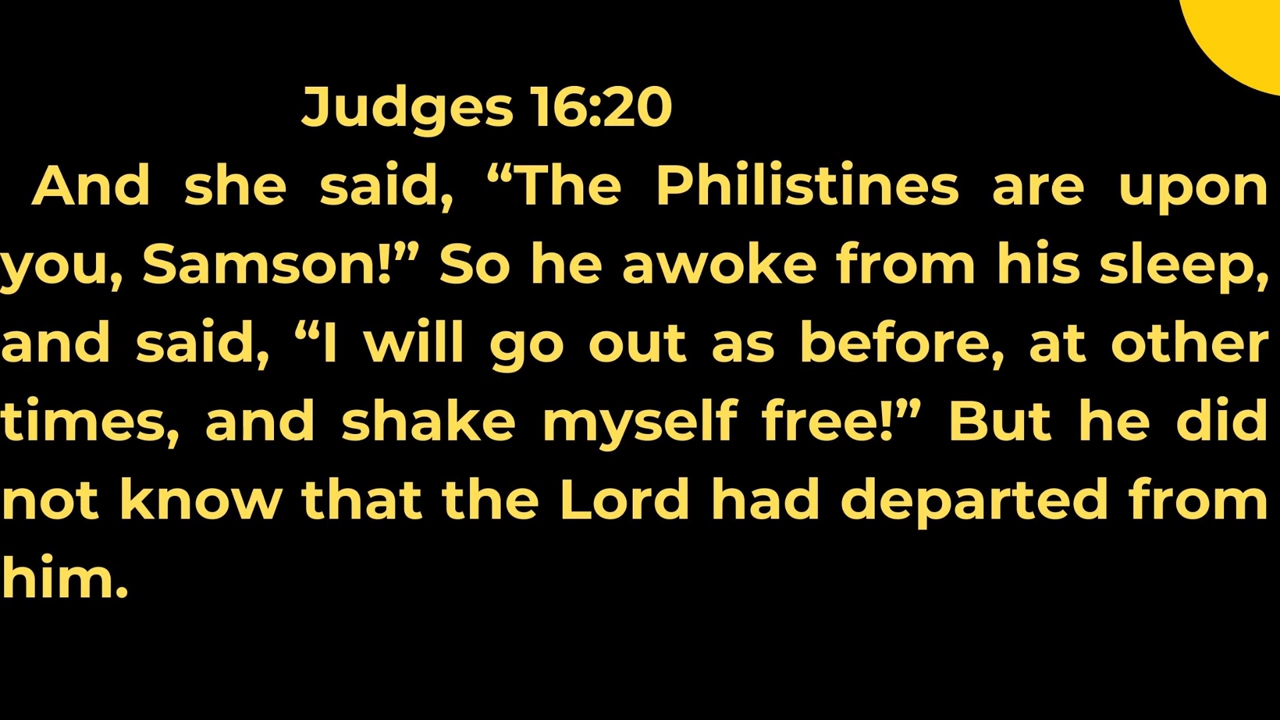 Judges 16:20
And she said, “The Philistines are upon
you, Samson!” So he awoke from his sleep,
and said, “I will go out as before, at other
times, and shake myself free!” But he did
not know that the Lord had departed from
him.